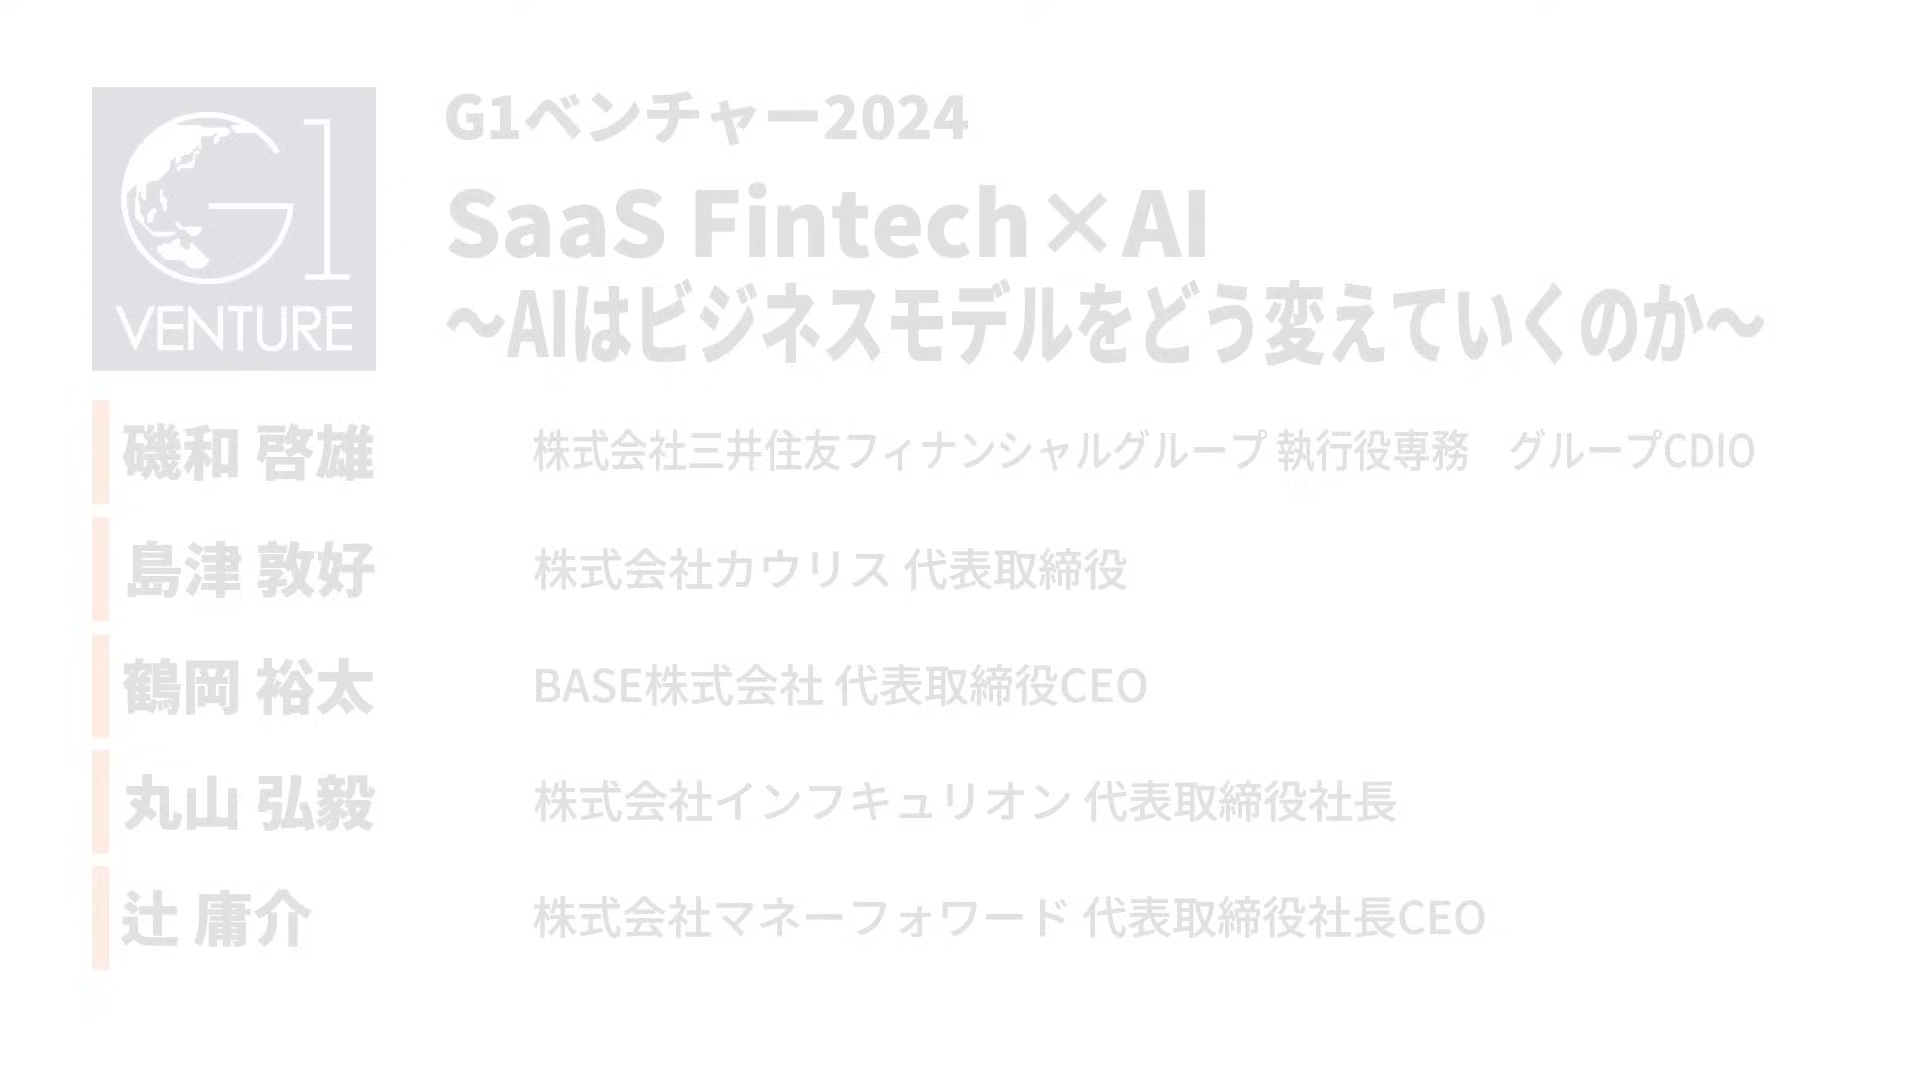 G1
VENTURE
G1ベンチャー2024
SaaS Fintech×AI
～AIはビジネスモデルをどう変えていくのか～
磯和 啓雄 株式会社三井住友フィナンシャルグループ 執行役専務　グループCDIO
島津 敦好 株式会社カウリス 代表取締役
鶴岡 裕太 BASE株式会社 代表取締役CEO
丸山 弘毅 株式会社インフキュリオン 代表取締役社長
辻 庸介 株式会社マネーフォワード 代表取締役社長CEO